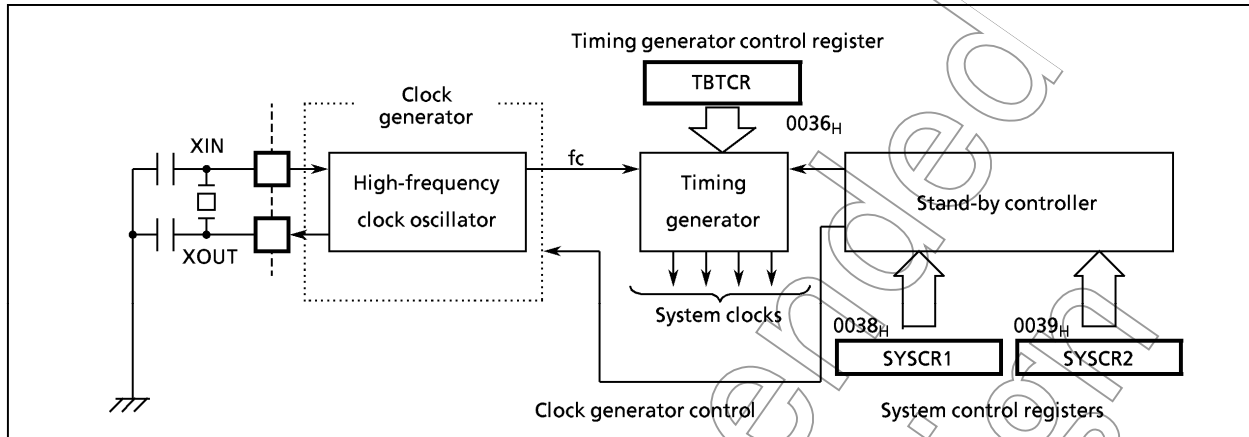 Timing generator control register
TBTCR
Clock
generator
0036H
XIN
fc
High-frequency
clock oscillator
Timing
generator
Stand-by controller
XOUT
System clocks
0038H
0039H
SYSCR1
SYSCR2
Clock generator control
System control registers